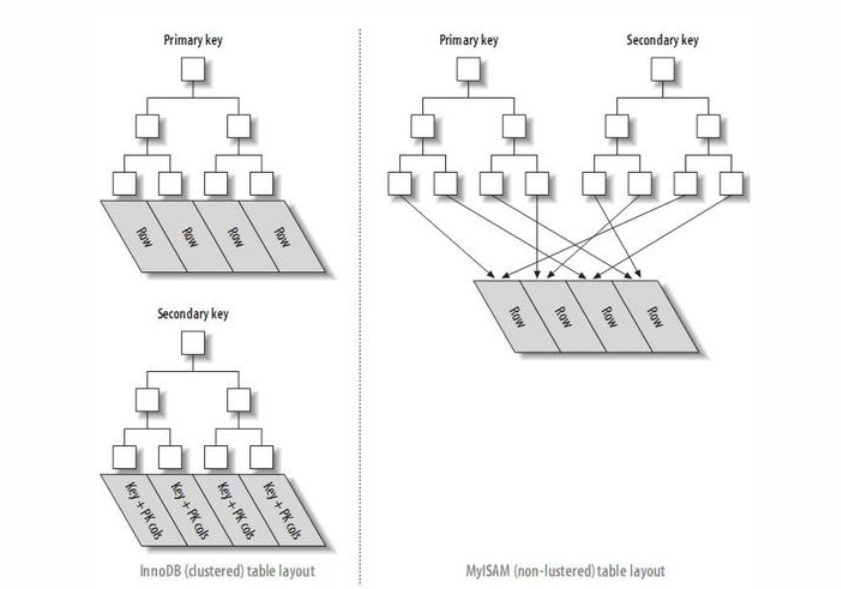 Primary key
Row
Row
Row
Row
Secondary key
Key + PK cols
Key + PK cols
Key + PK cols
Key + PK cols
InnoDB (clustered) table layout
Primary key
Secondary key
Row
Row
Row
Row
MyISAM (non-lustered) table layout